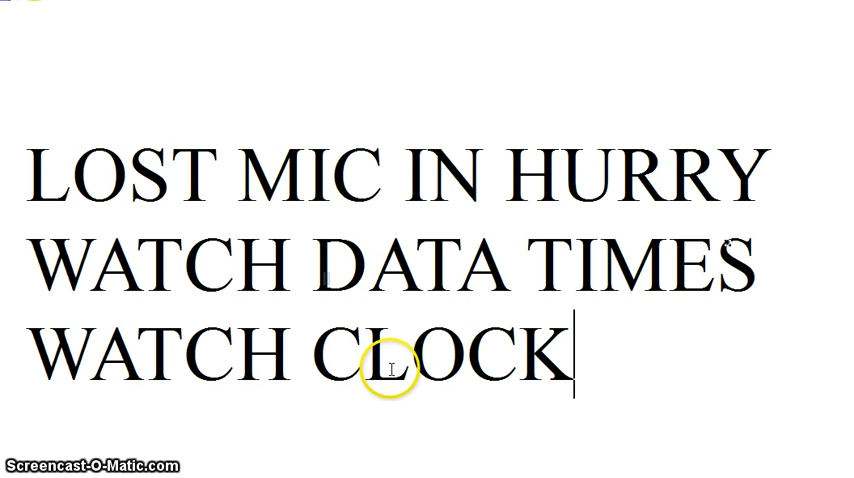 LOST MIC IN HURRY
WATCH DATA TIMES
WATCH CLOCK
Screencast-O-Matic.com